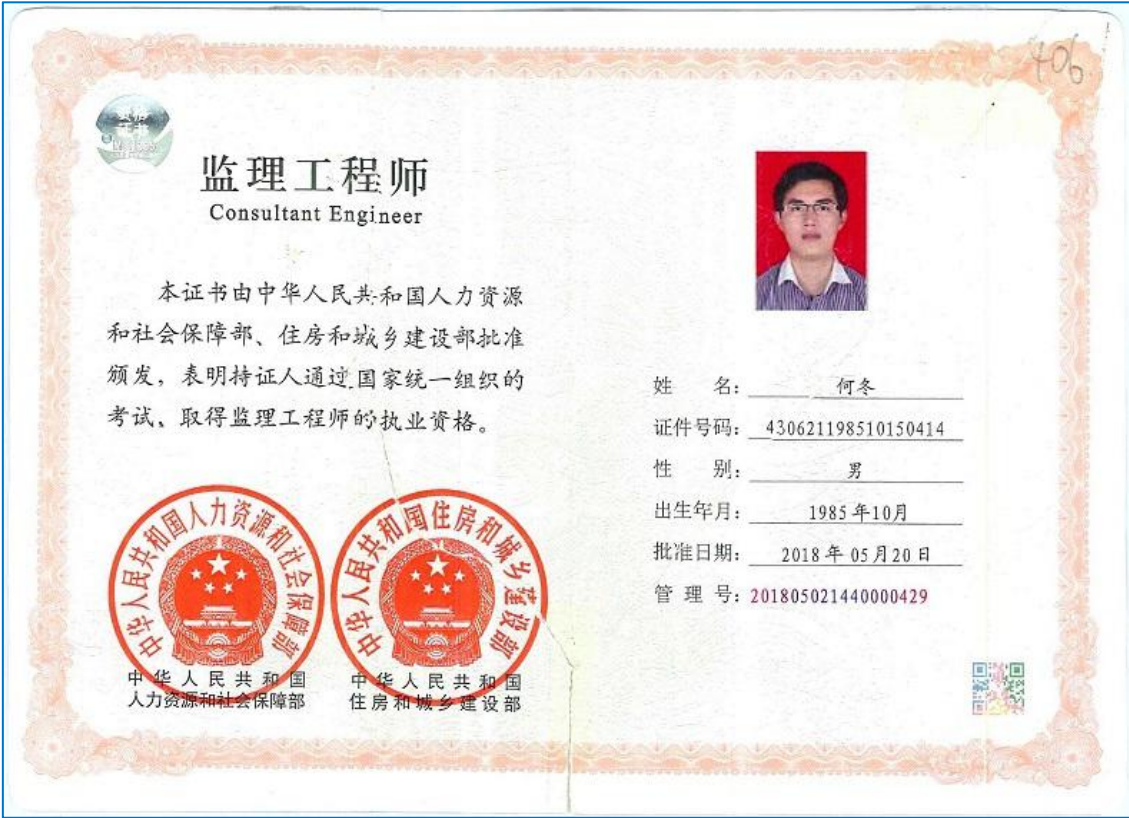 406
监理工程师
Consultant Engineer
本证书由中华人民共和国人力资源
和社会保障部、住房和城乡建设部批准
颁发，表明持证人通过国家统一组织的
考试、取得监理工程师的执业资格。
中华人民共和国人力资源和社会保障部
中华人民共和国住房和城乡建设部
中华人民共和国
人力资源和社会保障部
中华人民共和国
住房和城乡建设部
姓 名: 何冬
证件号码: 430621198510150414
性 别: 男
出生年月: 1985年10月
批准日期: 2018年05月20日
管 理 号: 201805021440000429